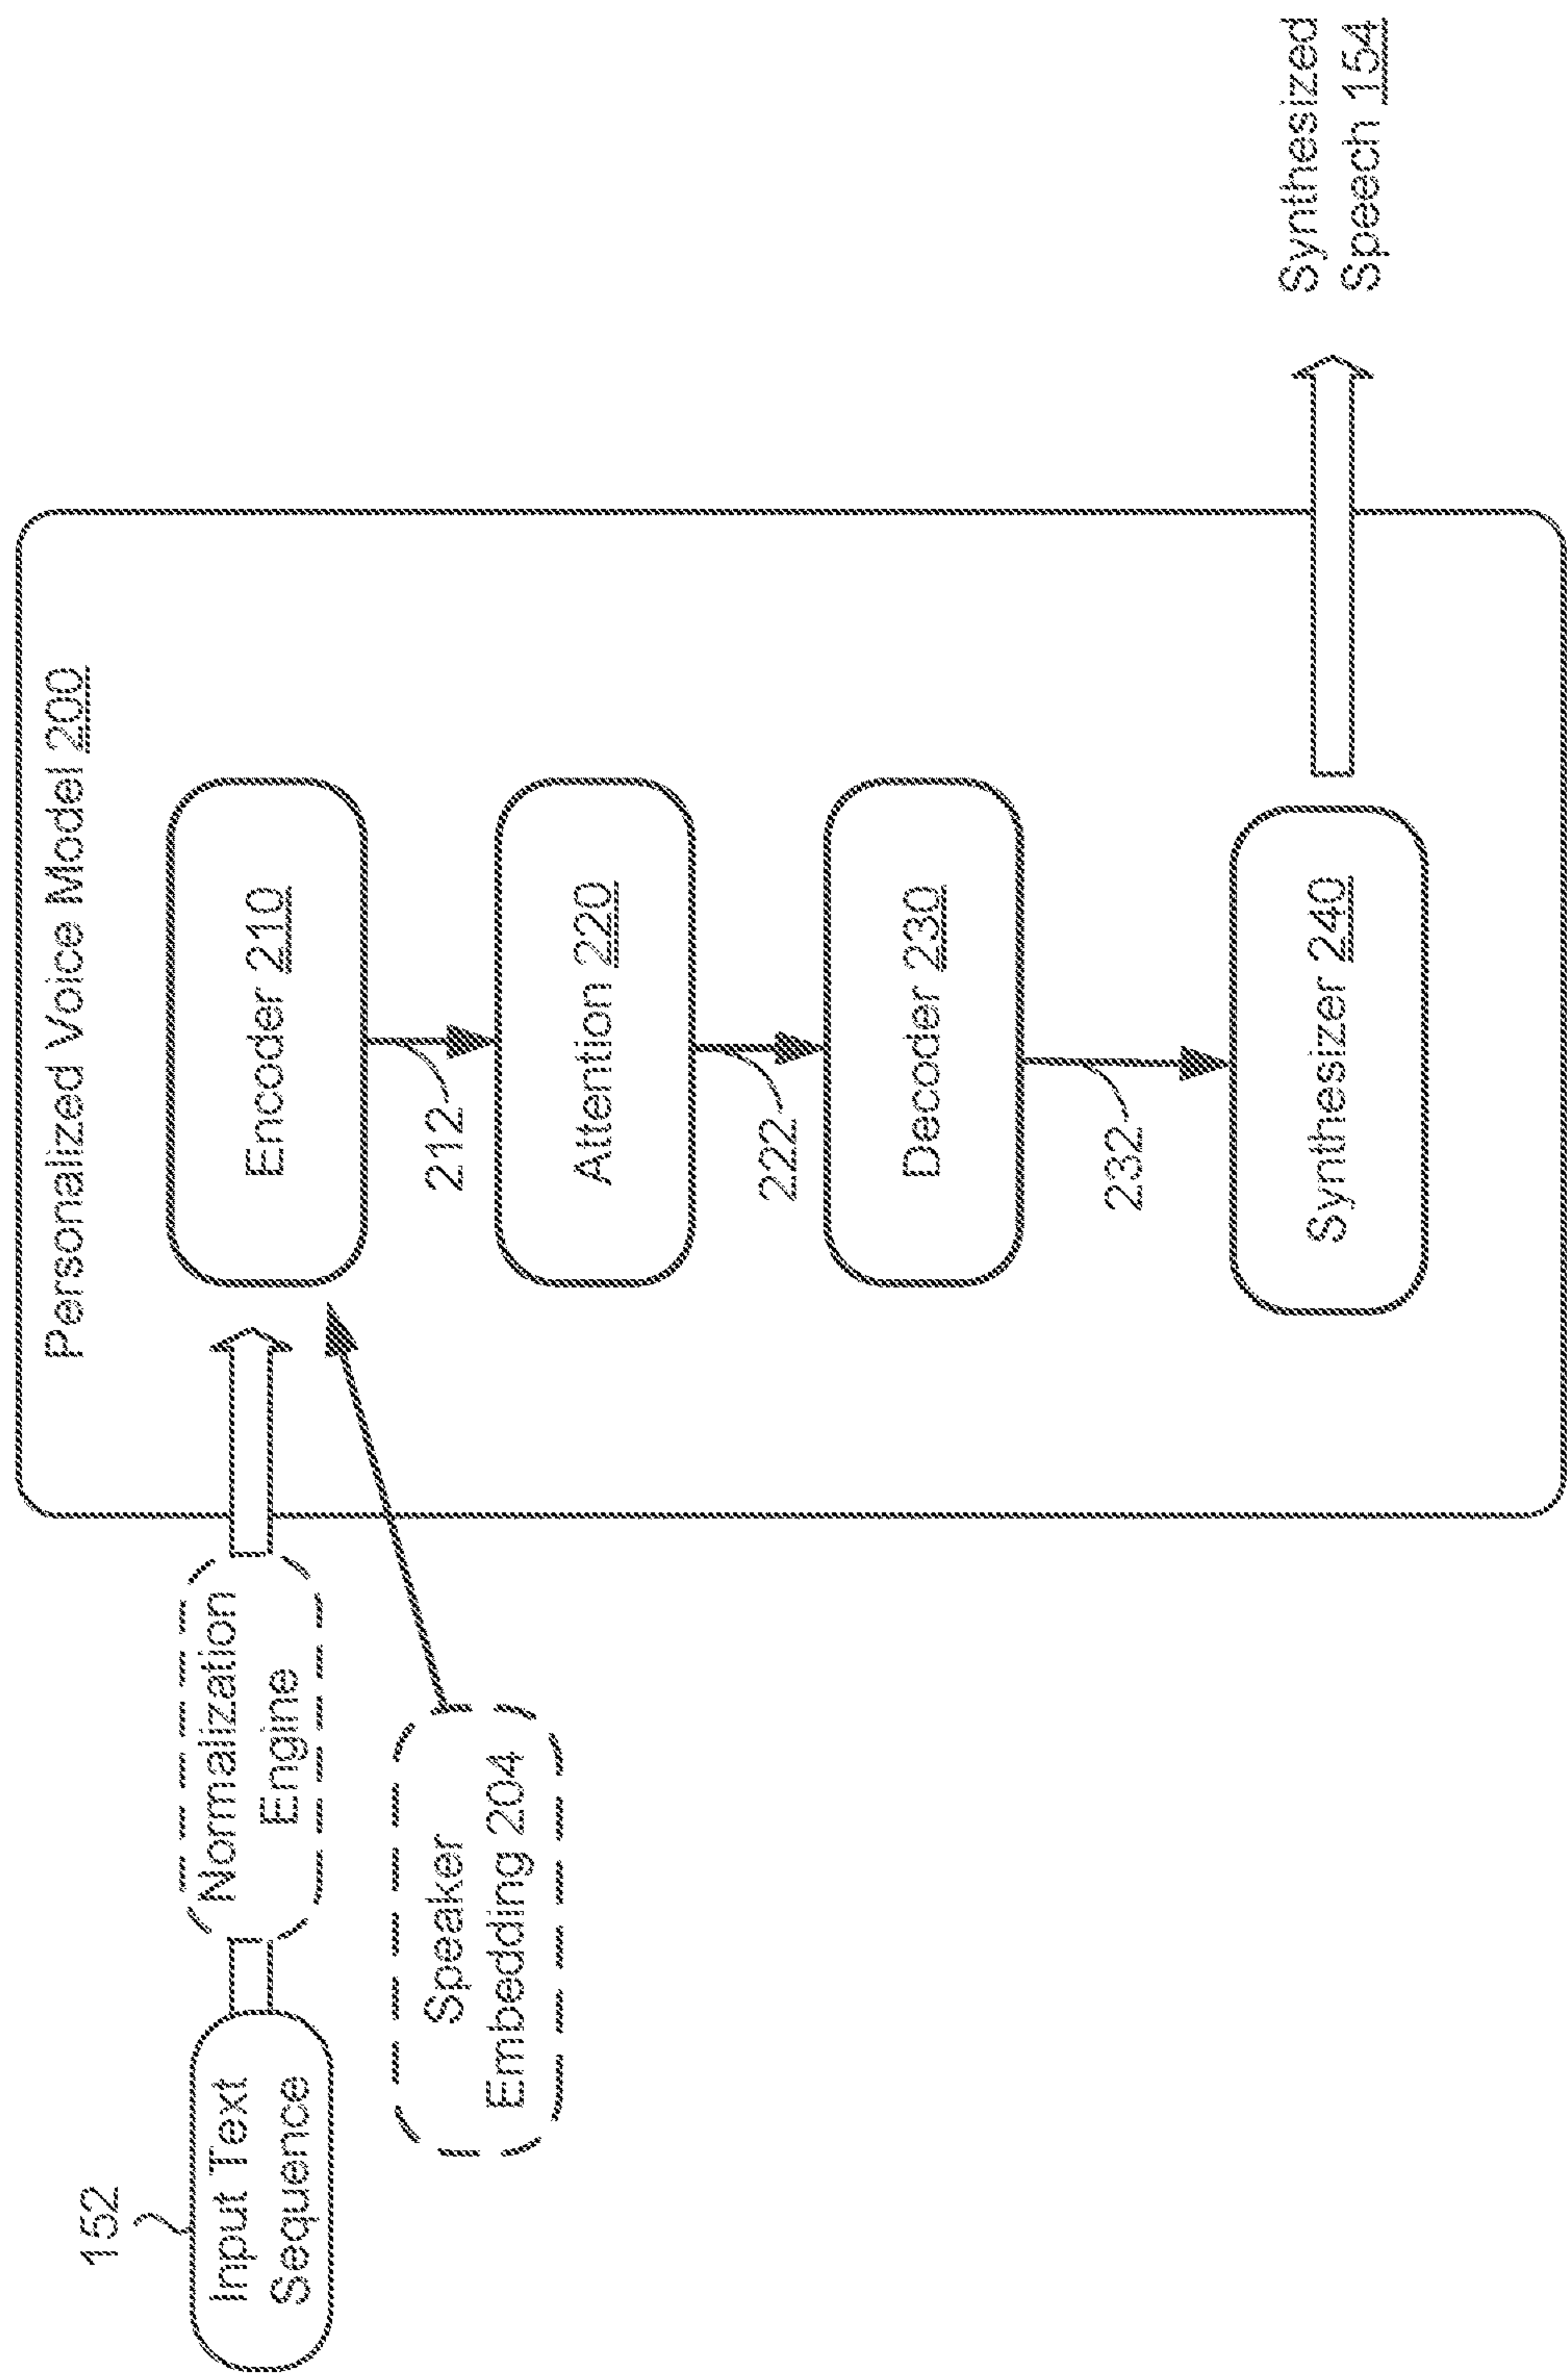 Personalized Voice Model 200
152
Input Text
Sequence
Normalization
Engine
Encoder 210
212
Speaker
Embedding 204
Attention 220
222
Decoder 230
232
Synthesizer 240
Synthesized
Speech 154